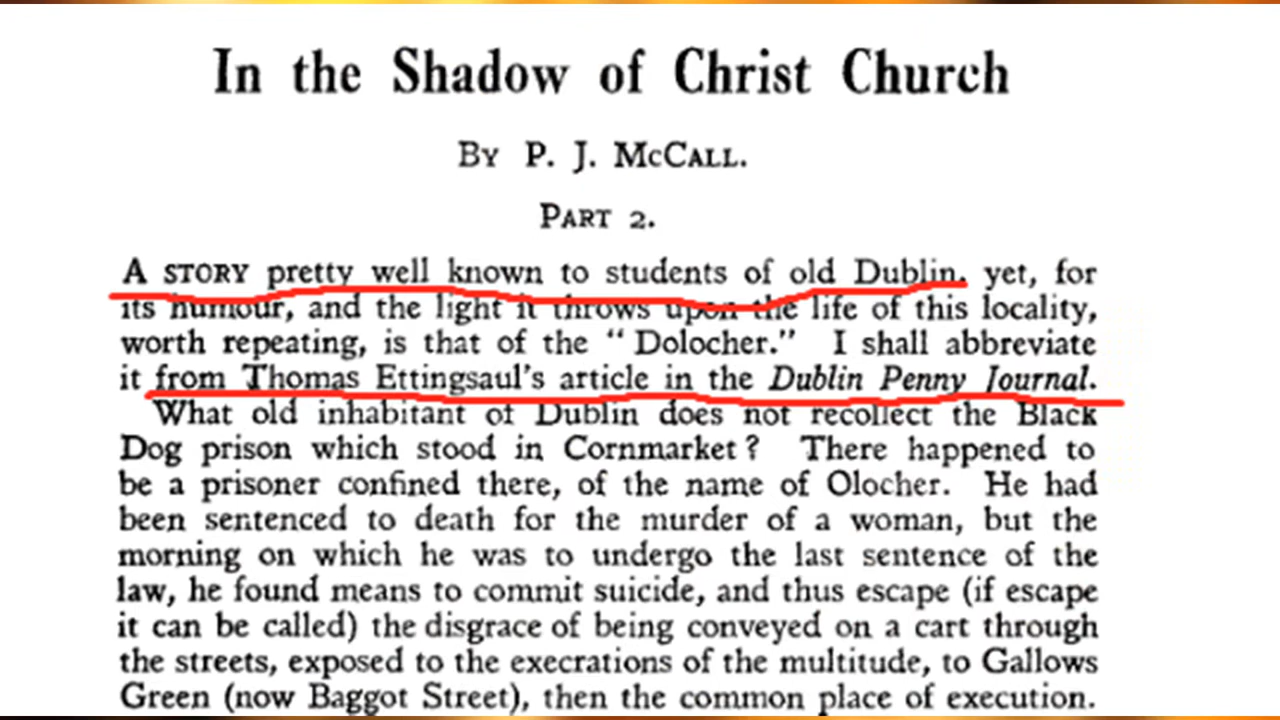 In the Shadow of Christ Church
By P. J. McCall.
Part 2.
A story pretty well known to students of old Dublin, yet, for
its humour, and the light it throws upon the life of this locality,
worth repeating, is that of the “ Dolocher.” I shall abbreviate
it from Thomas Ettingsaul's article in the Dublin Penny Journal.
What old inhabitant of Dublin does not recollect the Black
Dog prison which stood in Cornmarket ? There happened to
be a prisoner confined there, of the name of Olocher. He had
been sentenced to death for the murder of a woman, but the
morning on which he was to undergo the last sentence of the
law, he found means to commit suicide, and thus escape (if escape
it can be called) the disgrace of being conveyed on a cart through
the streets, exposed to the execrations of the multitude, to Gallows
Green (now Baggot Street), then the common place of execution.